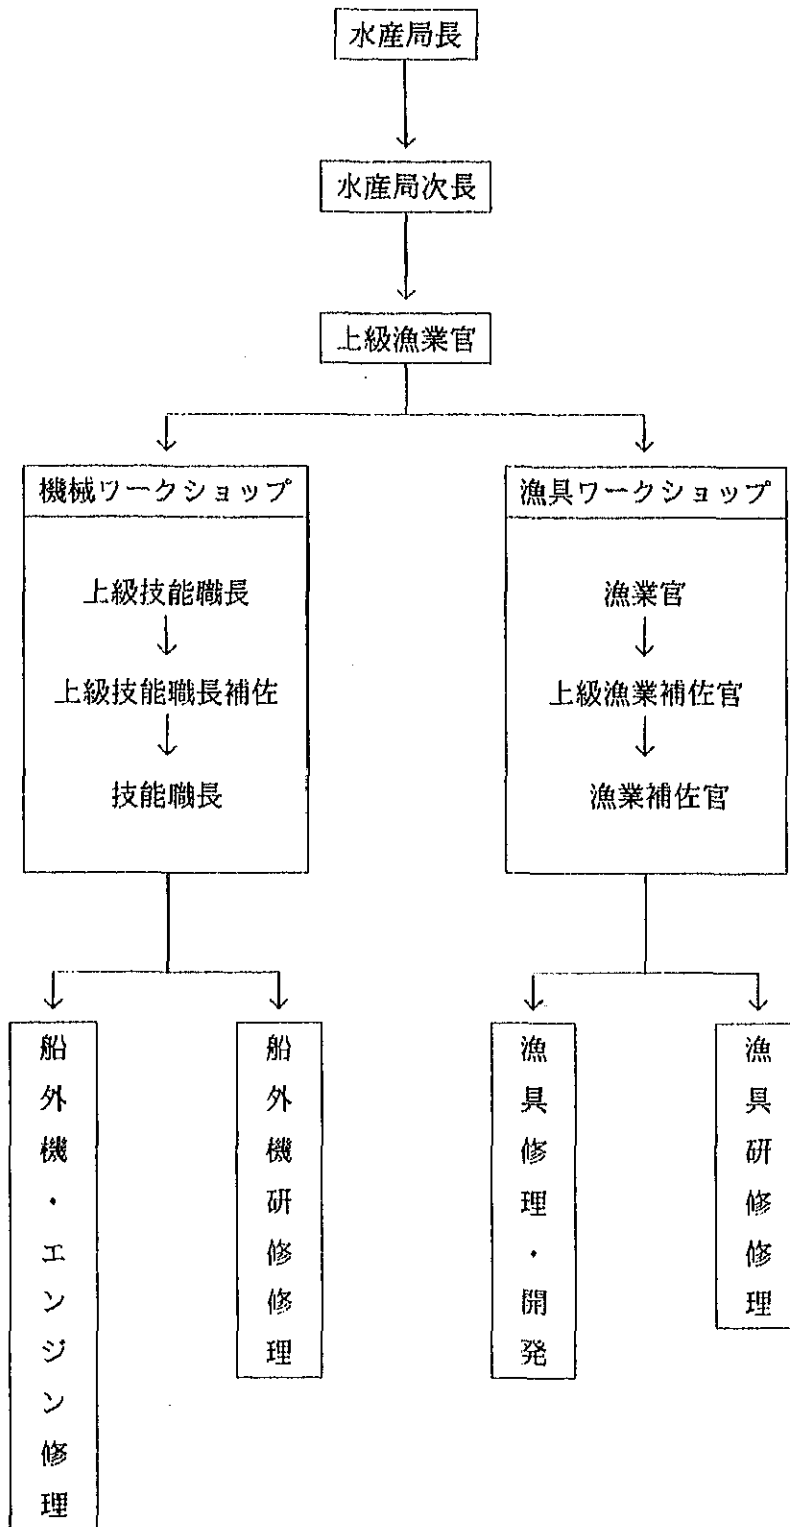 水産局長
水産局次長
上級漁業官
機械ワークショップ
上級技能職長
上級技能職長補佐
技能職長
漁具ワークショップ
漁業官
上級漁業補佐官
漁業補佐官
船外機・エンジン修理
船外機研修修理
漁具修理・開発
漁具研修修理